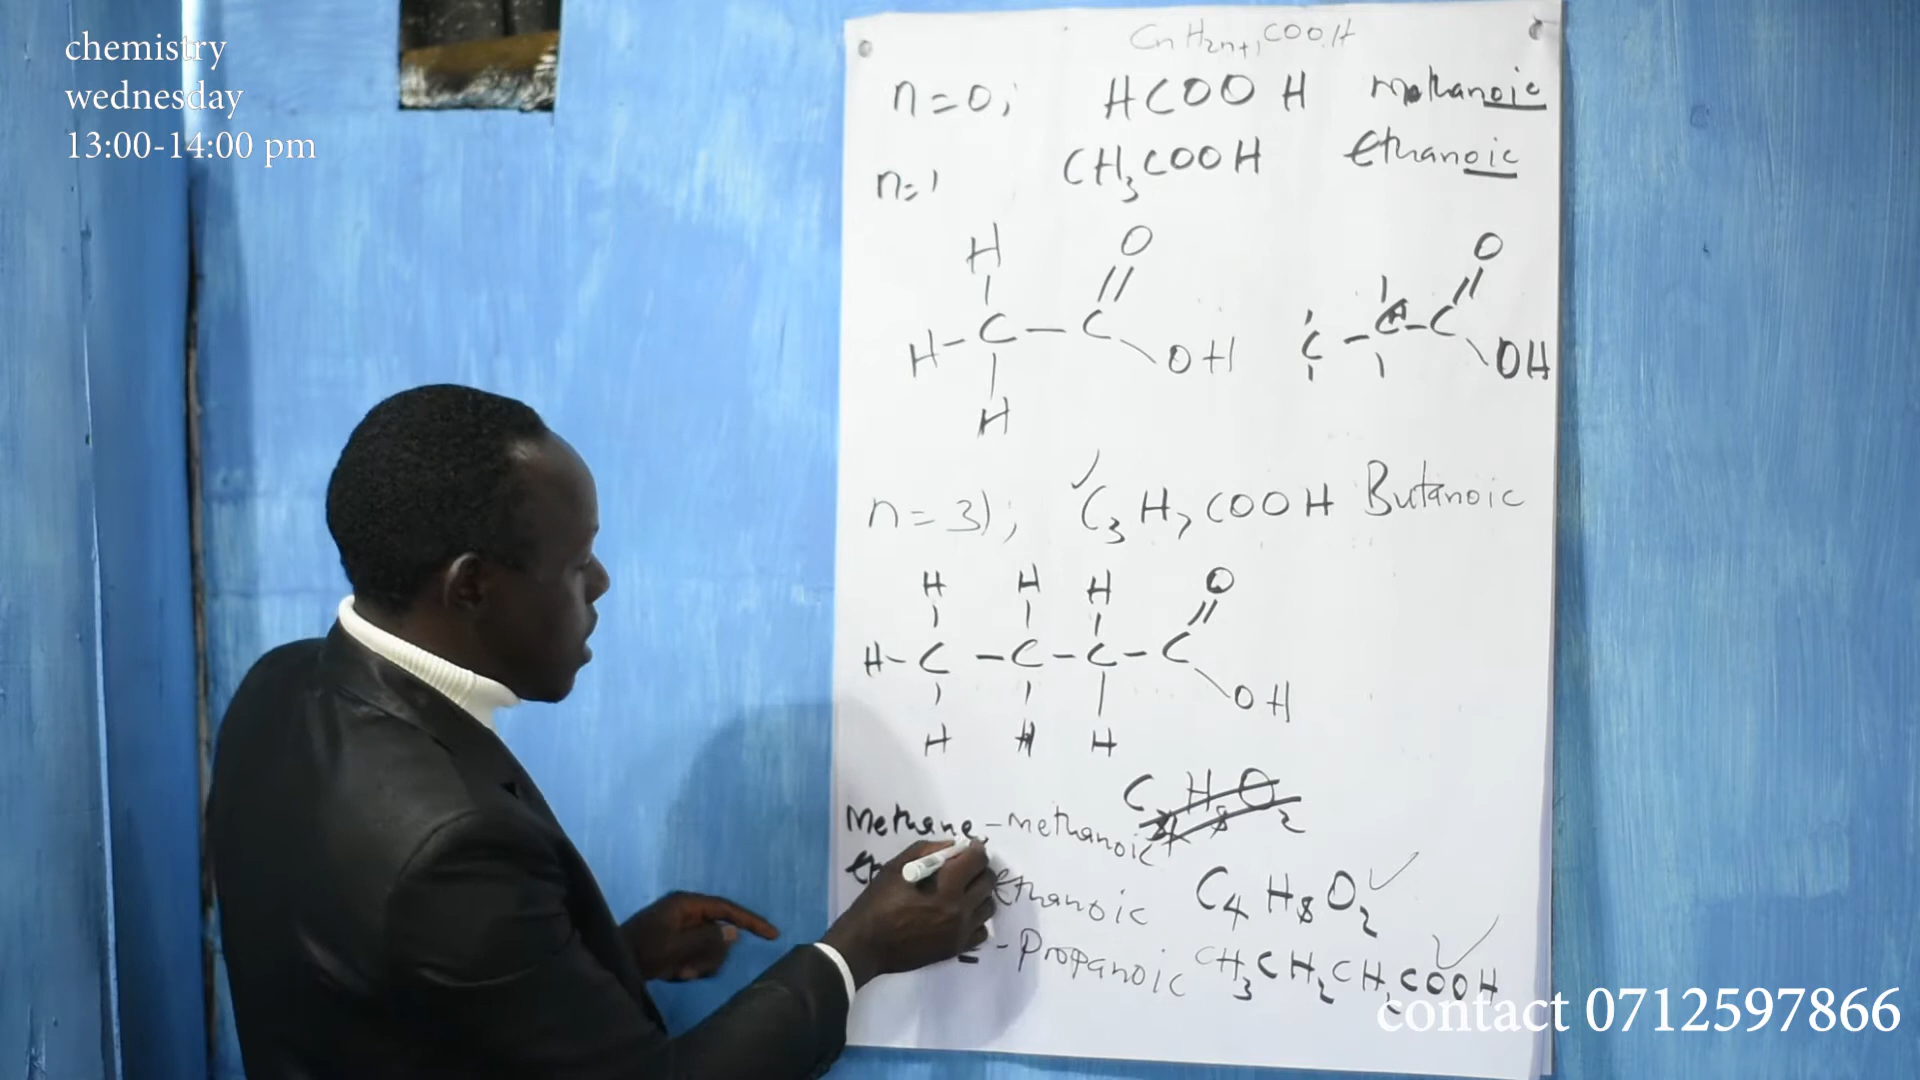 chemistry
wednesday
13:00-14:00 pm
CnH2n+1COOH
n=0; HCOOH methanoic
n=1 CH3COOH Ethanoic
H O O
H-C-C C-C-C
OH OH
H
n=3); C3H7COOH Butanoic
H H H O
H-C-C-C-C
OH
H H H
Methane-methanoic
Ethanoic C4H8O2
-Propanoic CH3CH2CH2COOH
contact 0712597866